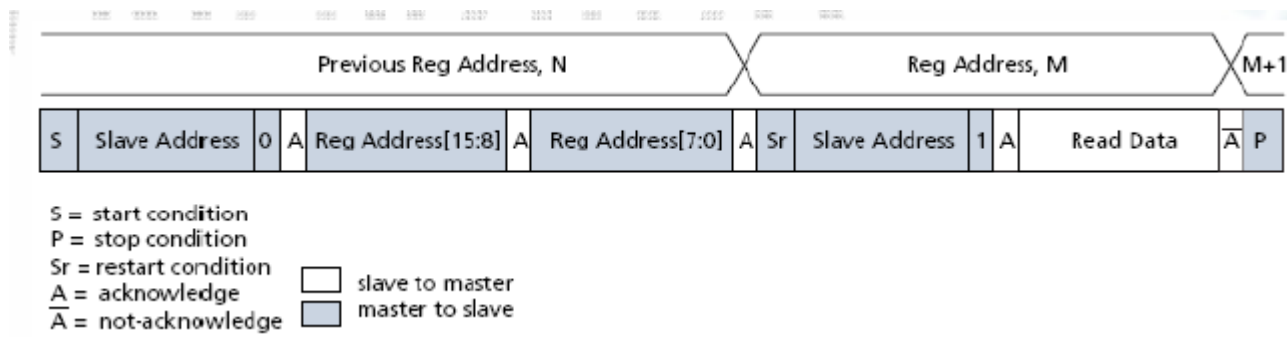 Previous Reg Address, N Reg Address, M M+1
S Slave Address 0 A Reg Address[15:8] A Reg Address[7:0] A Sr Slave Address 1 A Read Data A̅ P
S = start condition
P = stop condition
Sr = restart condition
A = acknowledge
A̅ = not-acknowledge
slave to master
master to slave